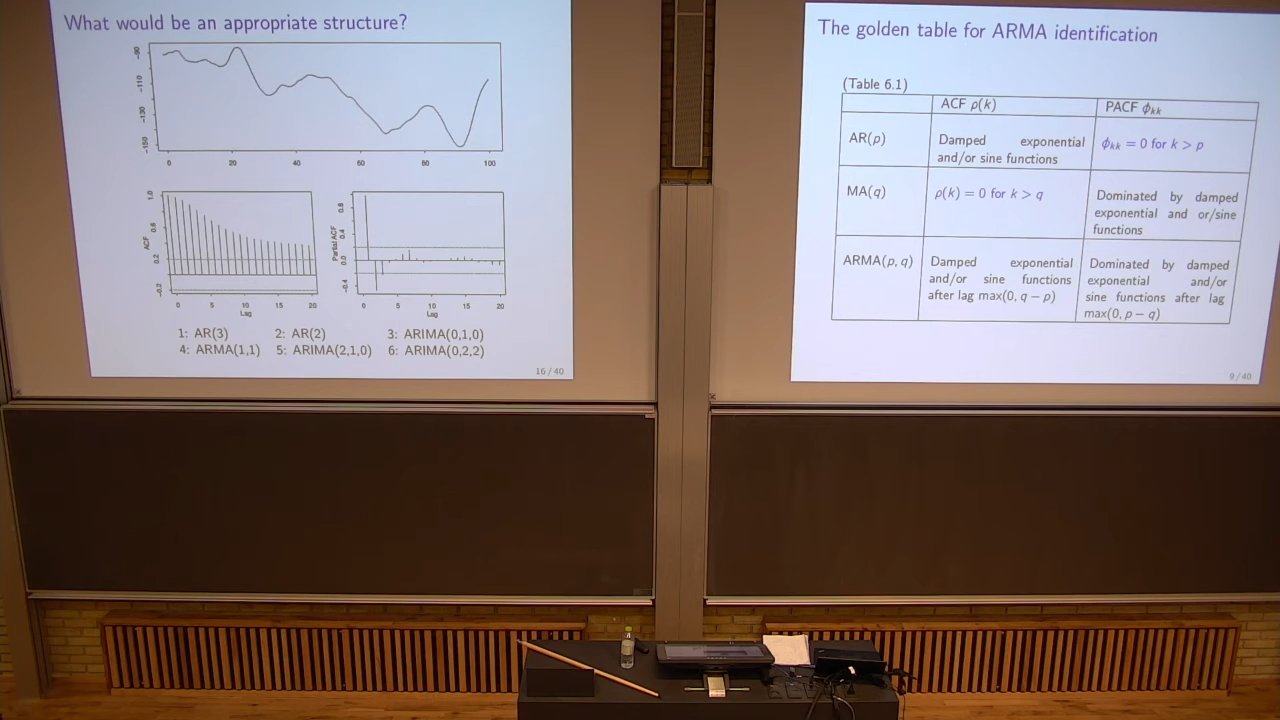 What would be an appropriate structure?
-90
-110
-130
-150
0 20 40 60 80 100
1.0
0.6
0.2
-0.2
ACF
0 5 10 15 20
Lag
0.8
0.4
0.0
-0.4
Partial ACF
0 5 10 15 20
Lag
1: AR(3) 2: AR(2) 3: ARIMA(0,1,0)
4: ARMA(1,1) 5: ARIMA(2,1,0) 6: ARIMA(0,2,2)
16 / 40
The golden table for ARMA identification
(Table 6.1)
ACF ρ(k) PACF ϕkk
AR(p) Damped exponential ϕkk = 0 for k > p
and/or sine functions
MA(q) ρ(k) = 0 for k > q Dominated by damped
exponential and or/sine
functions
ARMA(p, q) Damped exponential Dominated by damped
and/or sine functions exponential and/or
after lag max(0, q − p) sine functions after lag
max(0, p − q)
9 / 40